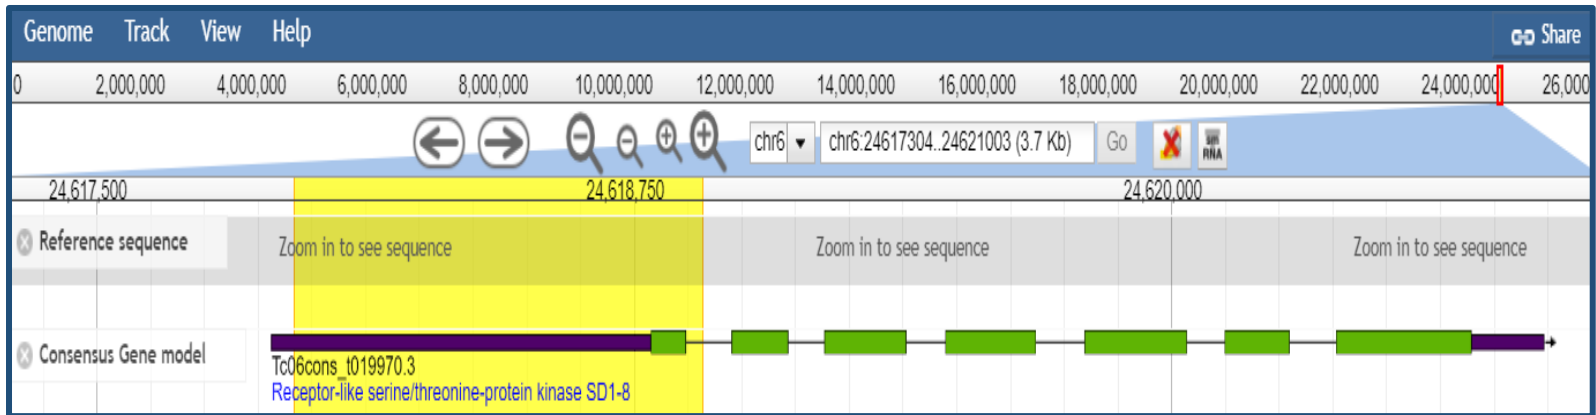 Genome Track View Help Share
0 2,000,000 4,000,000 6,000,000 8,000,000 10,000,000 12,000,000 14,000,000 16,000,000 18,000,000 20,000,000 22,000,000 24,000,000 26,000
chr6 chr6:24617304..24621003 (3.7 Kb) Go sm RNA
24,617,500 24,618,750 24,620,000
Reference sequence Zoom in to see sequence Zoom in to see sequence Zoom in to see sequence
Consensus Gene model
Tc06cons_t019970.3
Receptor-like serine/threonine-protein kinase SD1-8